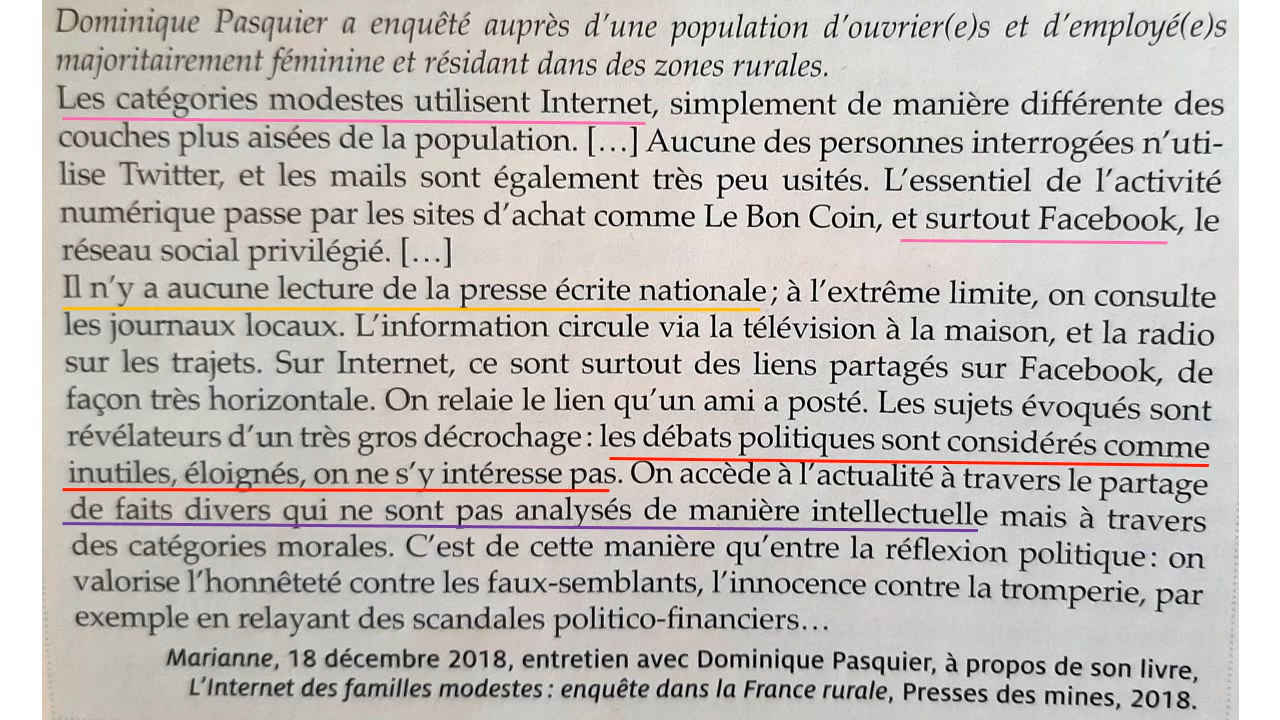 Dominique Pasquier a enquêté auprès d'une population d'ouvrier(e)s et d'employé(e)s
majoritairement féminine et résidant dans des zones rurales.
Les catégories modestes utilisent Internet, simplement de manière différente des
couches plus aisées de la population. […] Aucune des personnes interrogées n'uti-
lise Twitter, et les mails sont également très peu usités. L'essentiel de l'activité
numérique passe par les sites d'achat comme Le Bon Coin, et surtout Facebook, le
réseau social privilégié. […]
Il n'y a aucune lecture de la presse écrite nationale ; à l'extrême limite, on consulte
les journaux locaux. L'information circule via la télévision à la maison, et la radio
sur les trajets. Sur Internet, ce sont surtout des liens partagés sur Facebook, de
façon très horizontale. On relaie le lien qu'un ami a posté. Les sujets évoqués sont
révélateurs d'un très gros décrochage : les débats politiques sont considérés comme
inutiles, éloignés, on ne s'y intéresse pas. On accède à l'actualité à travers le partage
de faits divers qui ne sont pas analysés de manière intellectuelle mais à travers
des catégories morales. C'est de cette manière qu'entre la réflexion politique : on
valorise l'honnêteté contre les faux-semblants, l'innocence contre la tromperie, par
exemple en relayant des scandales politico-financiers…
Marianne, 18 décembre 2018, entretien avec Dominique Pasquier, à propos de son livre,
L'Internet des familles modestes : enquête dans la France rurale, Presses des mines, 2018.